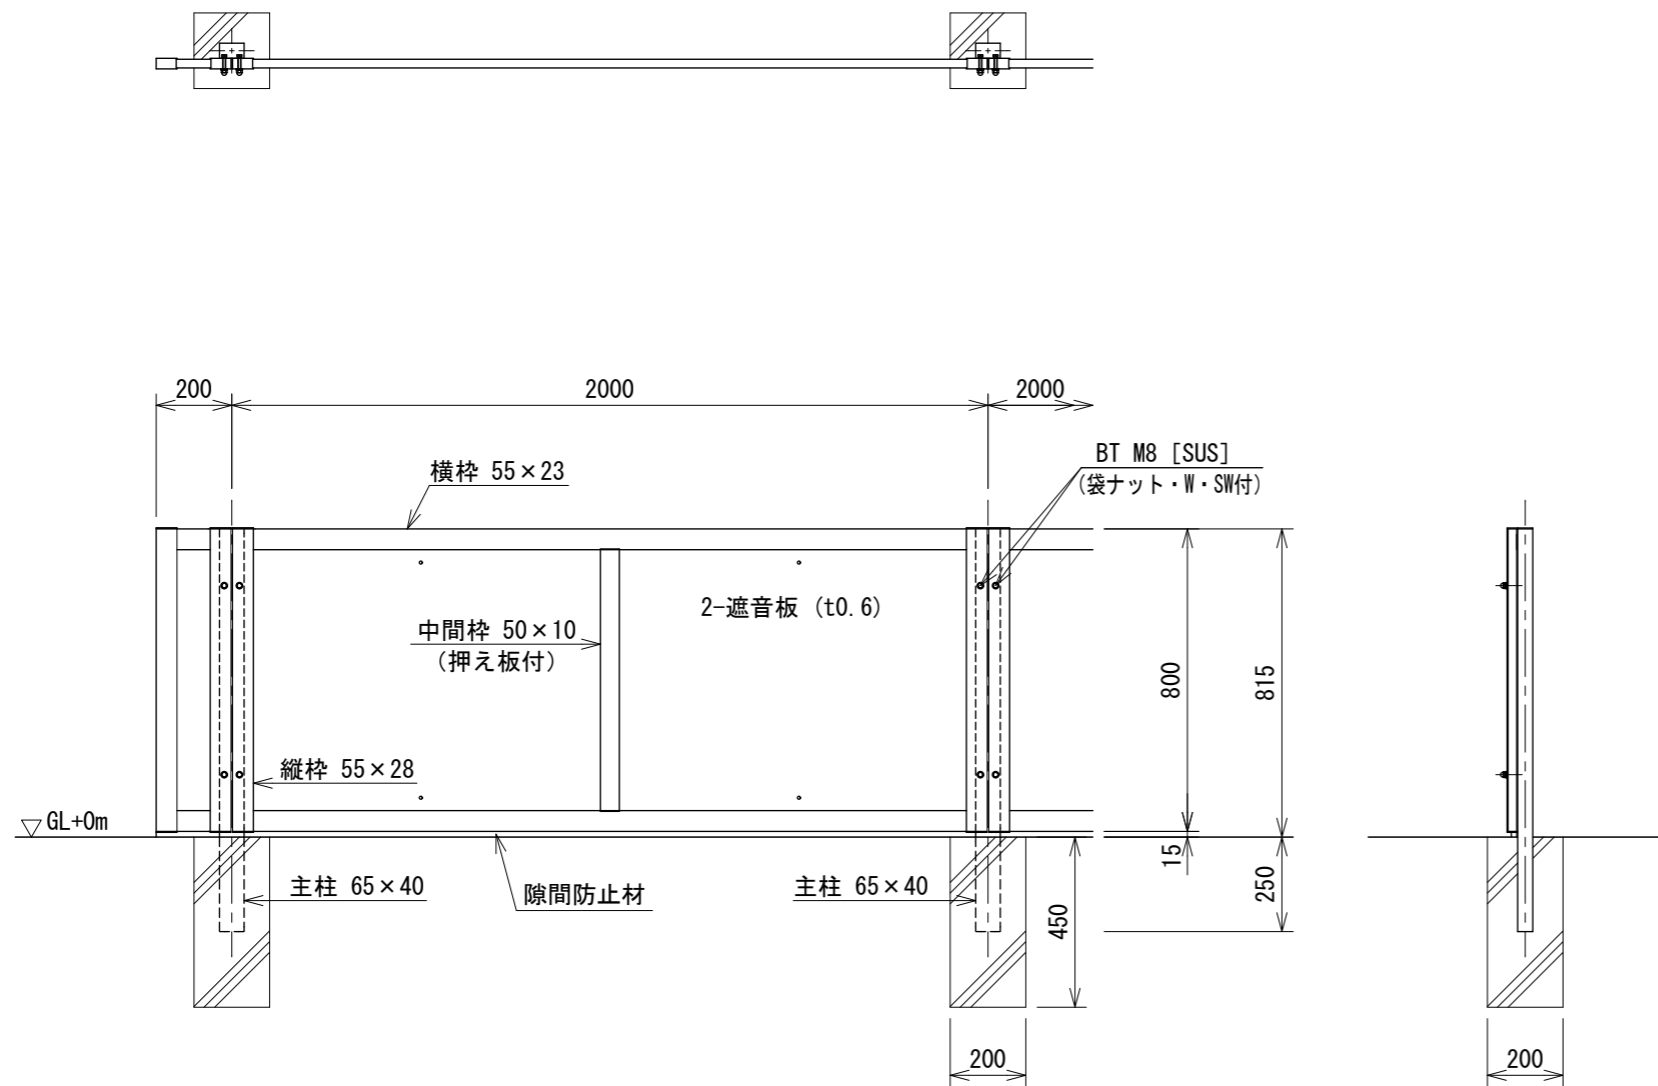 200
2000
2000
横枠 55×23
BT M8 [SUS]
(袋ナット・W・SW付)
2-遮音板 (t0.6)
中間枠 50×10
(押え板付)
800
815
縦枠 55×28
GL+0m
15
250
主柱 65×40
隙間防止材
主柱 65×40
450
200
200